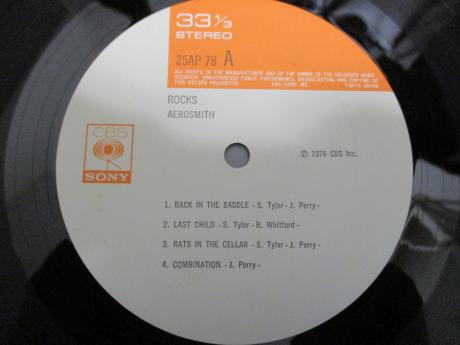 33 1/3
STEREO
25AP 78 A
ALL RIGHTS OF THE MANUFACTURER AND OF THE OWNER OF THE RECORDED WORK
RESERVED UNAUTHORIZED PUBLIC PERFORMANCE, BROADCASTING AND COPYING OF
THIS RECORD PROHIBITED CBS/SONY INC. TOKYO JAPAN
ROCKS
AEROSMITH
CBS
SONY
℗ 1976 CBS Inc.
1. BACK IN THE SADDLE - S. Tyler - J. Perry -
2. LAST CHILD - S. Tyler - B. Whitford -
3. RATS IN THE CELLAR - S. Tyler - J. Perry -
4. COMBINATION - J. Perry -